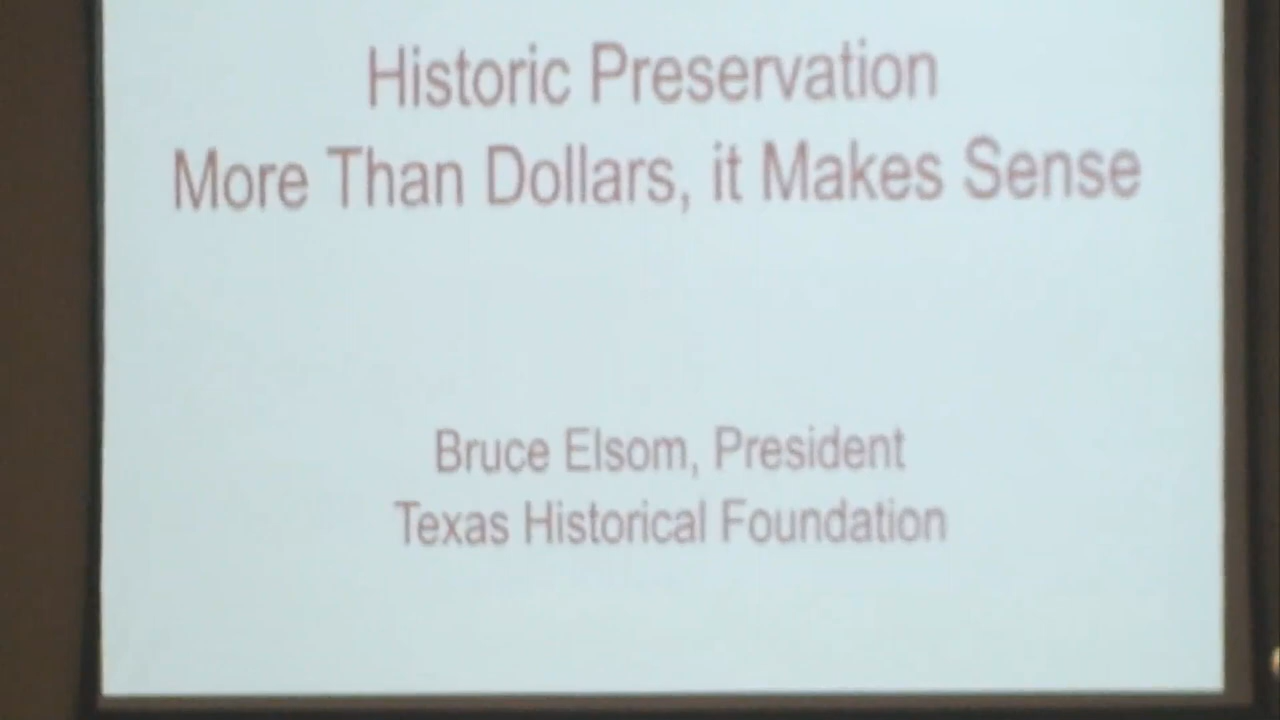 Historic Preservation
More Than Dollars, it Makes Sense
Bruce Elsom, President
Texas Historical Foundation